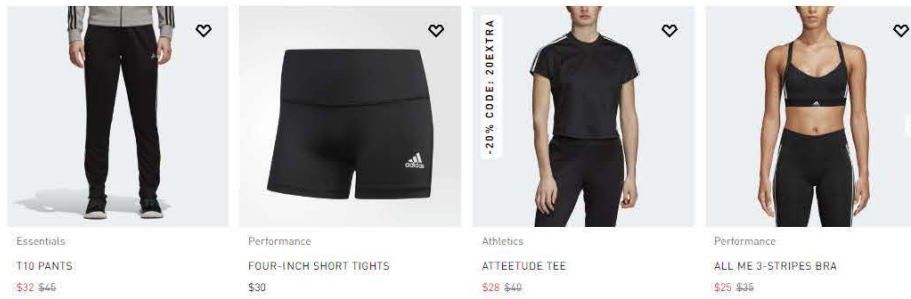 -20% CODE: 20EXTRA
adidas
Essentials
T10 PANTS
$32 $45
Performance
FOUR-INCH SHORT TIGHTS
$30
Athletics
ATTEETUDE TEE
$28 $40
Performance
ALL ME 3-STRIPES BRA
$25 $35